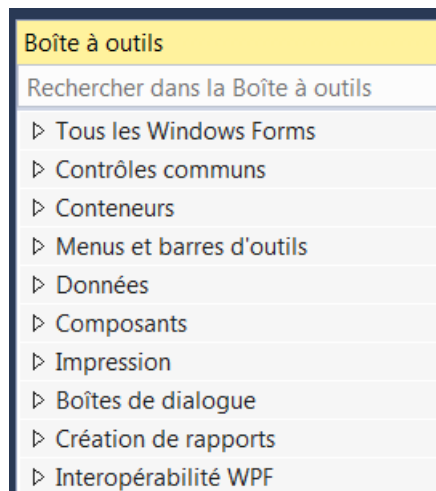 Boîte à outils
Rechercher dans la Boîte à outils
Tous les Windows Forms
Contrôles communs
Conteneurs
Menus et barres d'outils
Données
Composants
Impression
Boîtes de dialogue
Création de rapports
Interopérabilité WPF